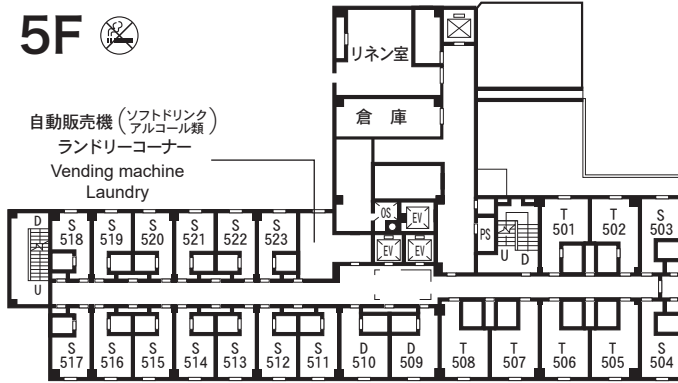 5F
リネン室
自動販売機(ソフトドリンク
アルコール類)
ランドリーコーナー
Vending machine
Laundry
倉 庫
OS
EV
EV
EV
PS
U
D
T
501
T
502
S
503
D
U
S
518
S
519
S
520
S
521
S
522
S
523
S
517
S
516
S
515
S
514
S
513
S
512
S
511
D
510
D
509
T
508
T
507
T
506
T
505
S
504